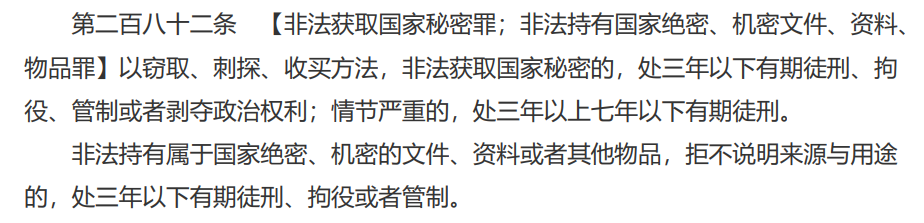 第二百八十二条　【非法获取国家秘密罪；非法持有国家绝密、机密文件、资料、
物品罪】以窃取、刺探、收买方法，非法获取国家秘密的，处三年以下有期徒刑、拘
役、管制或者剥夺政治权利；情节严重的，处三年以上七年以下有期徒刑。
非法持有属于国家绝密、机密的文件、资料或者其他物品，拒不说明来源与用途
的，处三年以下有期徒刑、拘役或者管制。